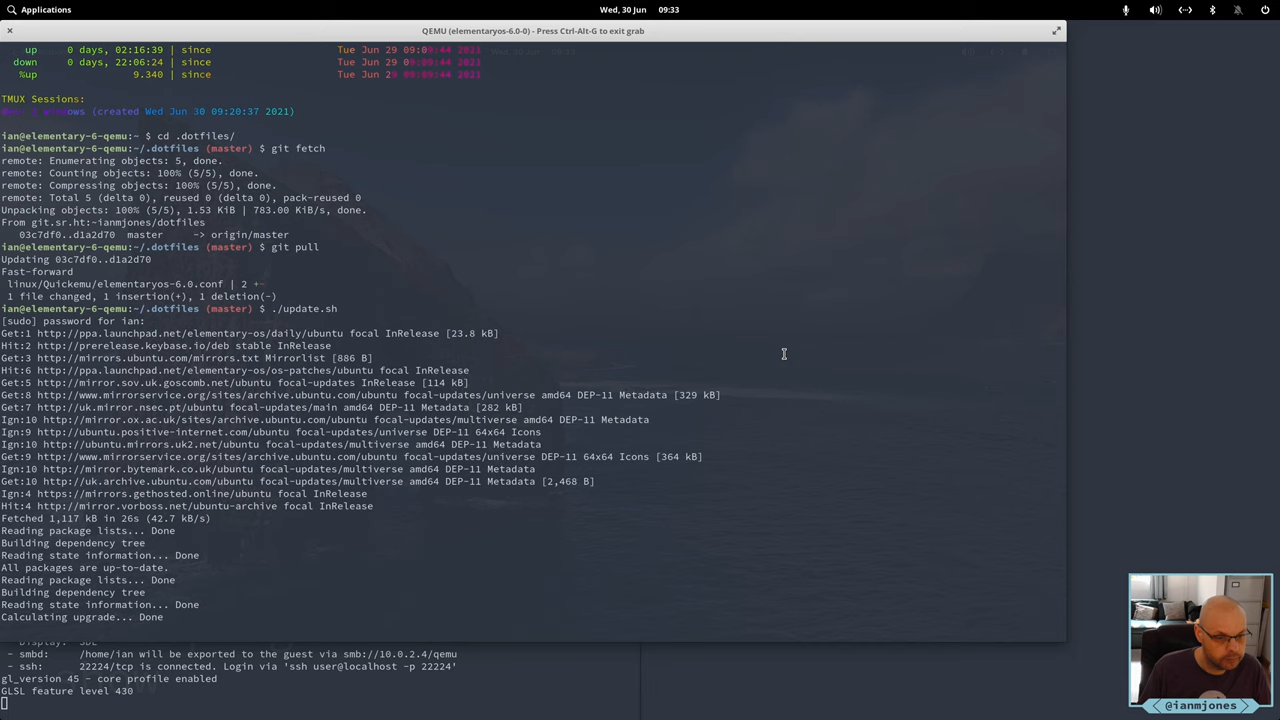 Applications
Wed, 30 Jun 09:33
QEMU (elementaryos-6.0-0) - Press Ctrl-Alt-G to exit grab
up 0 days, 02:16:39 | since Tue Jun 29 09:09:44 2021
down 0 days, 22:06:24 | since Tue Jun 29 09:09:44 2021
%up 9.340 | since Tue Jun 29 09:09:44 2021
TMUX Sessions:
(created Wed Jun 30 09:20:37 2021)
ian@elementary-6-qemu:~ $ cd .dotfiles/
ian@elementary-6-qemu:~/.dotfiles (master) $ git fetch
remote: Enumerating objects: 5, done.
remote: Counting objects: 100% (5/5), done.
remote: Compressing objects: 100% (5/5), done.
remote: Total 5 (delta 0), reused 0 (delta 0), pack-reused 0
Unpacking objects: 100% (5/5), 1.53 KiB | 783.00 KiB/s, done.
From git.sr.ht:~ianmjones/dotfiles
03c7df0..d1a2d70 master -> origin/master
ian@elementary-6-qemu:~/.dotfiles (master) $ git pull
Updating 03c7df0..d1a2d70
Fast-forward
linux/Quickemu/elementaryos-6.0.conf | 2 +-
1 file changed, 1 insertion(+), 1 deletion(-)
ian@elementary-6-qemu:~/.dotfiles (master) $ ./update.sh
[sudo] password for ian:
Get:1 http://ppa.launchpad.net/elementary-os/daily/ubuntu focal InRelease [23.8 kB]
Hit:2 http://prerelease.keybase.io/deb stable InRelease
Get:3 http://mirrors.ubuntu.com/mirrors.txt Mirrorlist [886 B]
Hit:6 http://ppa.launchpad.net/elementary-os/os-patches/ubuntu focal InRelease
Get:5 http://mirror.sov.uk.goscomb.net/ubuntu focal-updates InRelease [114 kB]
Get:8 http://www.mirrorservice.org/sites/archive.ubuntu.com/ubuntu focal-updates/universe amd64 DEP-11 Metadata [329 kB]
Get:7 http://uk.mirror.nsec.pt/ubuntu focal-updates/main amd64 DEP-11 Metadata [282 kB]
Ign:10 http://mirror.ox.ac.uk/sites/archive.ubuntu.com/ubuntu focal-updates/multiverse amd64 DEP-11 Metadata
Ign:9 http://ubuntu.positive-internet.com/ubuntu focal-updates/universe DEP-11 64x64 Icons
Ign:10 http://ubuntu.mirrors.uk2.net/ubuntu focal-updates/multiverse amd64 DEP-11 Metadata
Get:9 http://www.mirrorservice.org/sites/archive.ubuntu.com/ubuntu focal-updates/universe DEP-11 64x64 Icons [364 kB]
Ign:10 http://mirror.bytemark.co.uk/ubuntu focal-updates/multiverse amd64 DEP-11 Metadata
Get:10 http://uk.archive.ubuntu.com/ubuntu focal-updates/multiverse amd64 DEP-11 Metadata [2,468 B]
Ign:4 https://mirrors.gethosted.online/ubuntu focal InRelease
Hit:4 http://mirror.vorboss.net/ubuntu-archive focal InRelease
Fetched 1,117 kB in 26s (42.7 kB/s)
Reading package lists... Done
Building dependency tree
Reading state information... Done
All packages are up-to-date.
Reading package lists... Done
Building dependency tree
Reading state information... Done
Calculating upgrade... Done
- smbd: /home/ian will be exported to the guest via smb://10.0.2.4/qemu
- ssh: 22224/tcp is connected. Login via 'ssh user@localhost -p 22224'
gl_version 45 - core profile enabled
GLSL feature level 430
@ianmjones